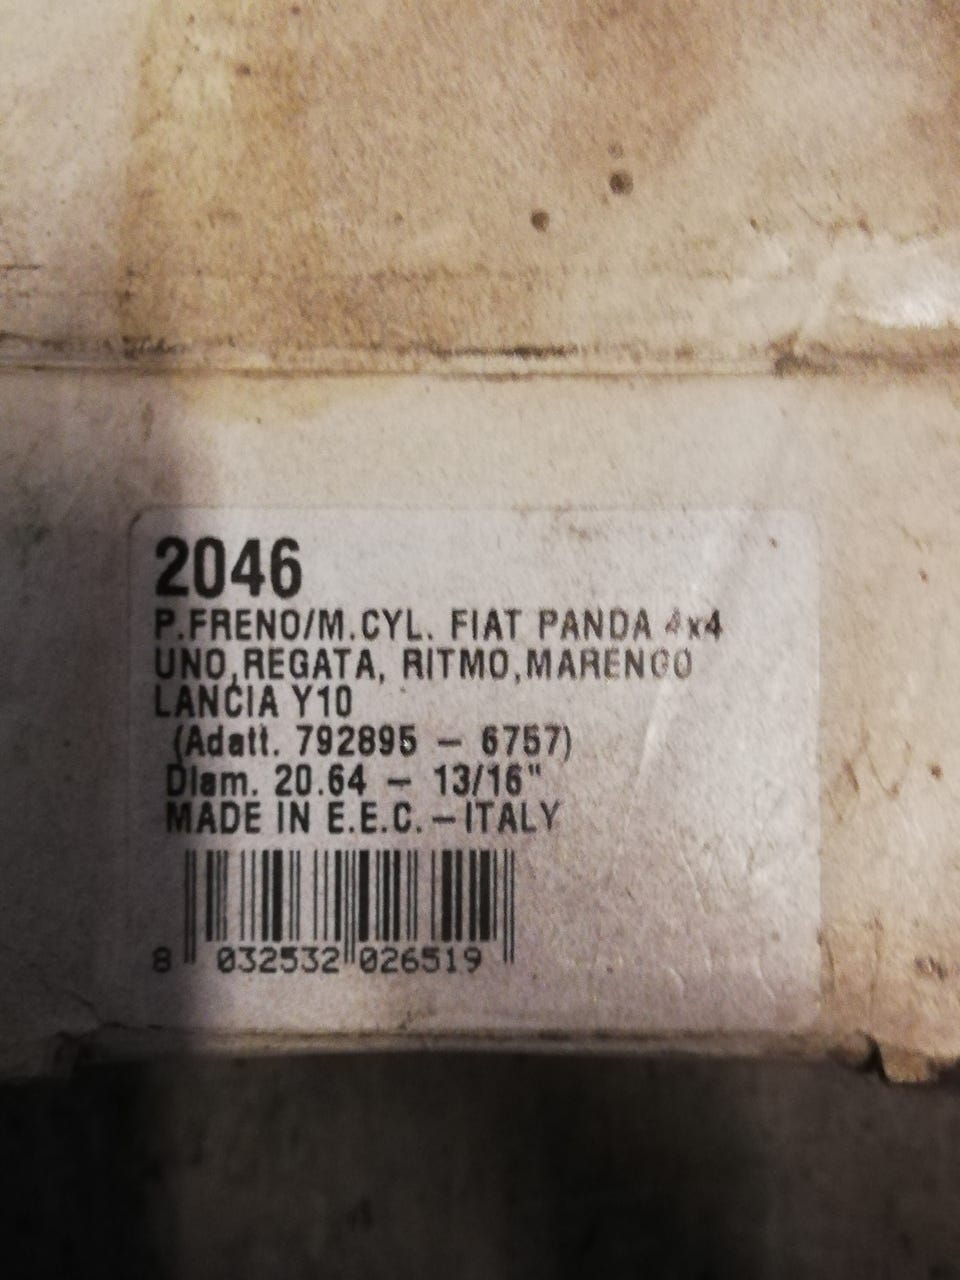 2046
P.FRENO/M.CYL. FIAT PANDA 4x4
UNO,REGATA, RITMO,MARENGO
LANCIA Y10
(Adatt. 792895 – 6757)
Diam. 20.64 – 13/16"
MADE IN E.E.C. – ITALY
8 032532 026519